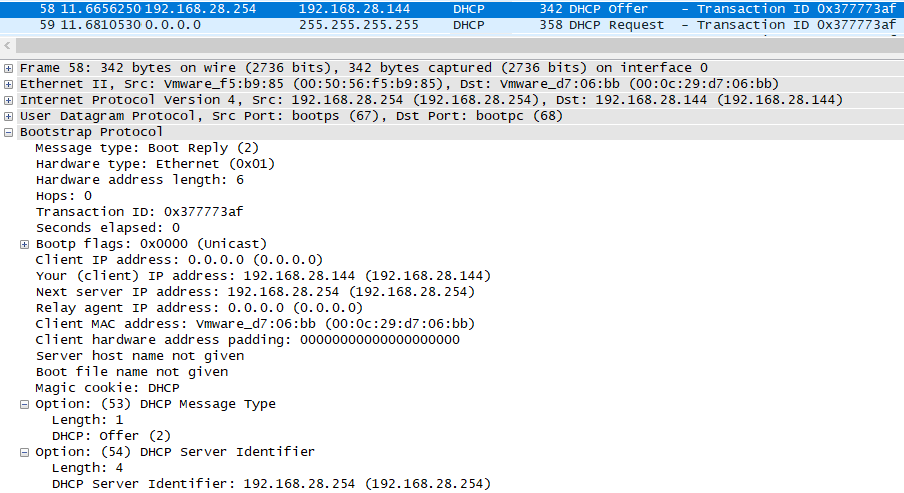 58 11.6656250 192.168.28.254 192.168.28.144 DHCP 342 DHCP Offer - Transaction ID 0x377773af
59 11.6810530 0.0.0.0 255.255.255.255 DHCP 358 DHCP Request - Transaction ID 0x377773af
Frame 58: 342 bytes on wire (2736 bits), 342 bytes captured (2736 bits) on interface 0
Ethernet II, Src: Vmware_f5:b9:85 (00:50:56:f5:b9:85), Dst: Vmware_d7:06:bb (00:0c:29:d7:06:bb)
Internet Protocol Version 4, Src: 192.168.28.254 (192.168.28.254), Dst: 192.168.28.144 (192.168.28.144)
User Datagram Protocol, Src Port: bootps (67), Dst Port: bootpc (68)
Bootstrap Protocol
Message type: Boot Reply (2)
Hardware type: Ethernet (0x01)
Hardware address length: 6
Hops: 0
Transaction ID: 0x377773af
Seconds elapsed: 0
Bootp flags: 0x0000 (Unicast)
Client IP address: 0.0.0.0 (0.0.0.0)
Your (client) IP address: 192.168.28.144 (192.168.28.144)
Next server IP address: 192.168.28.254 (192.168.28.254)
Relay agent IP address: 0.0.0.0 (0.0.0.0)
Client MAC address: Vmware_d7:06:bb (00:0c:29:d7:06:bb)
Client hardware address padding: 00000000000000000000
Server host name not given
Boot file name not given
Magic cookie: DHCP
Option: (53) DHCP Message Type
Length: 1
DHCP: Offer (2)
Option: (54) DHCP Server Identifier
Length: 4
DHCP Server Identifier: 192.168.28.254 (192.168.28.254)